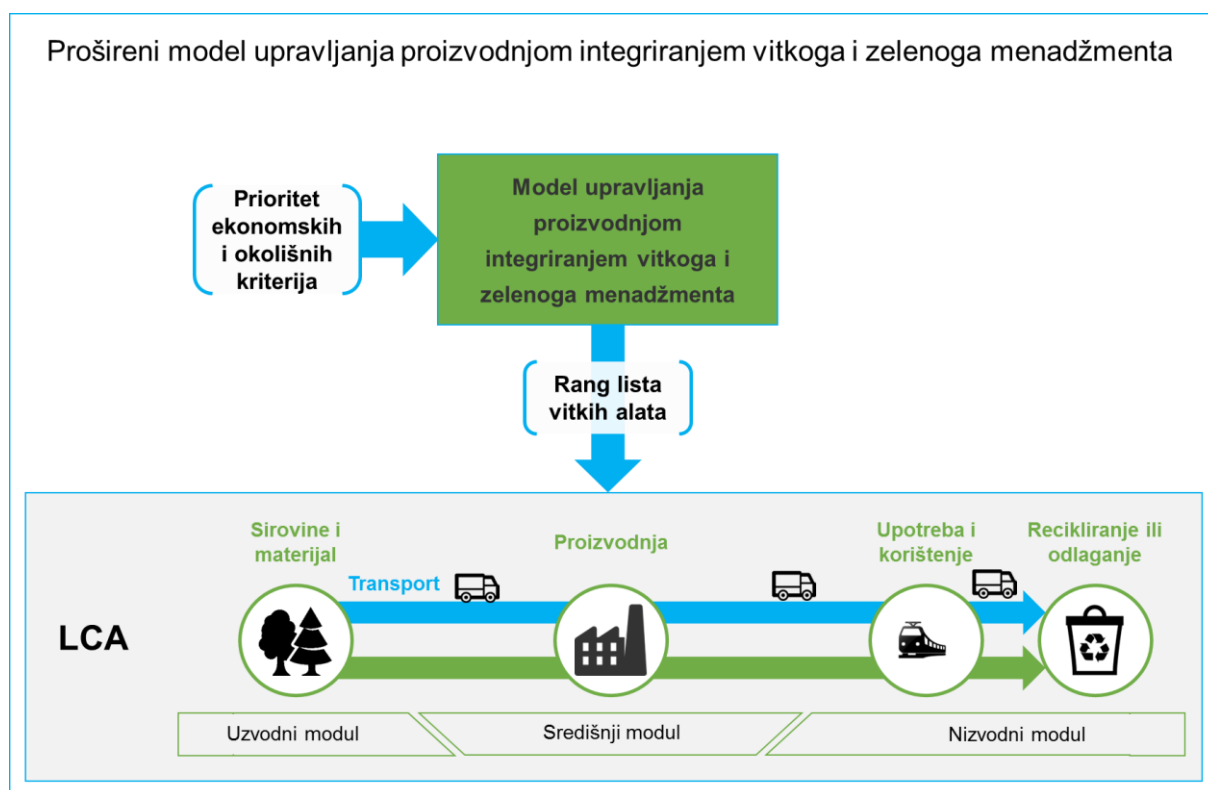 Prošireni model upravljanja proizvodnjom integriranjem vitkoga i zelenoga menadžmenta
Prioritet
ekonomskih
i okolišnih
kriterija
Model upravljanja
proizvodnjom
integriranjem vitkoga i
zelenoga menadžmenta
Rang lista
vitkih alata
Sirovine i
materijal
Proizvodnja
Upotreba i
korištenje
Recikliranje ili
odlaganje
Transport
LCA
Uzvodni modul
Središnji modul
Nizvodni modul